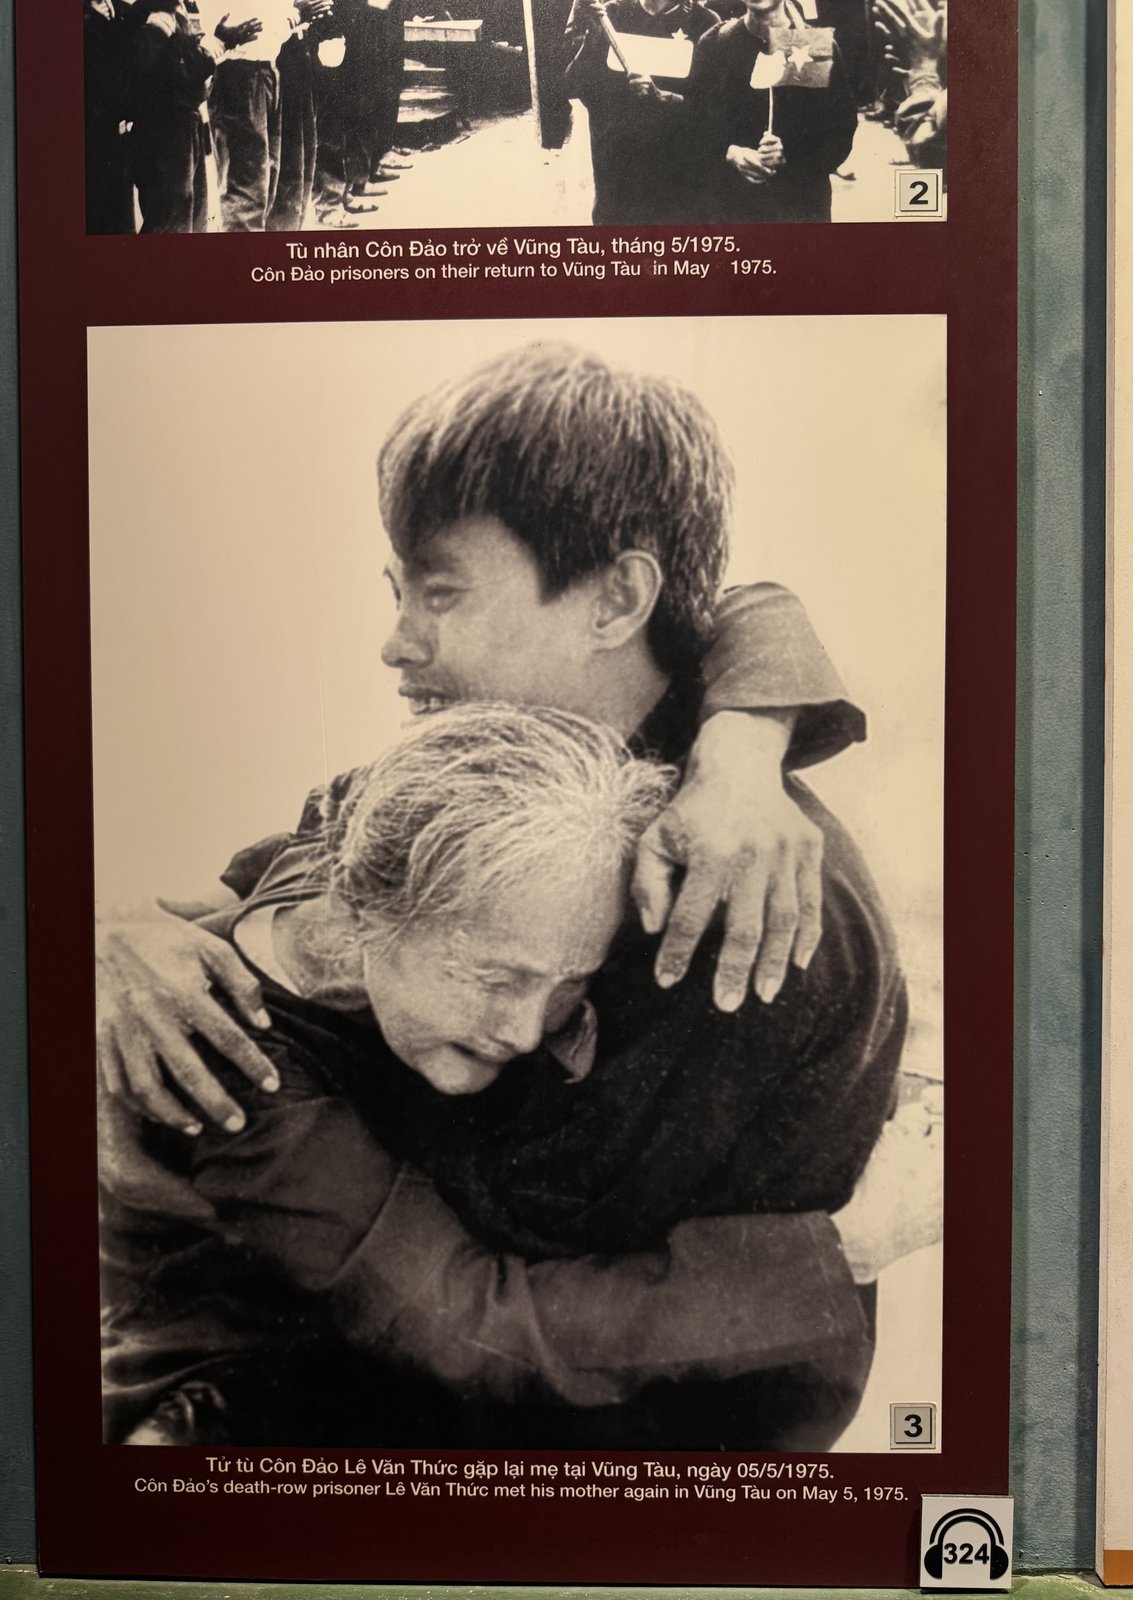 2
Tù nhân Côn Đảo trở về Vũng Tàu, tháng 5/1975.
Côn Đảo prisoners on their return to Vũng Tàu in May 1975.
3
Tử tù Côn Đảo Lê Văn Thức gặp lại mẹ tại Vũng Tàu, ngày 05/5/1975.
Côn Đảo's death-row prisoner Lê Văn Thức met his mother again in Vũng Tàu on May 5, 1975.
324